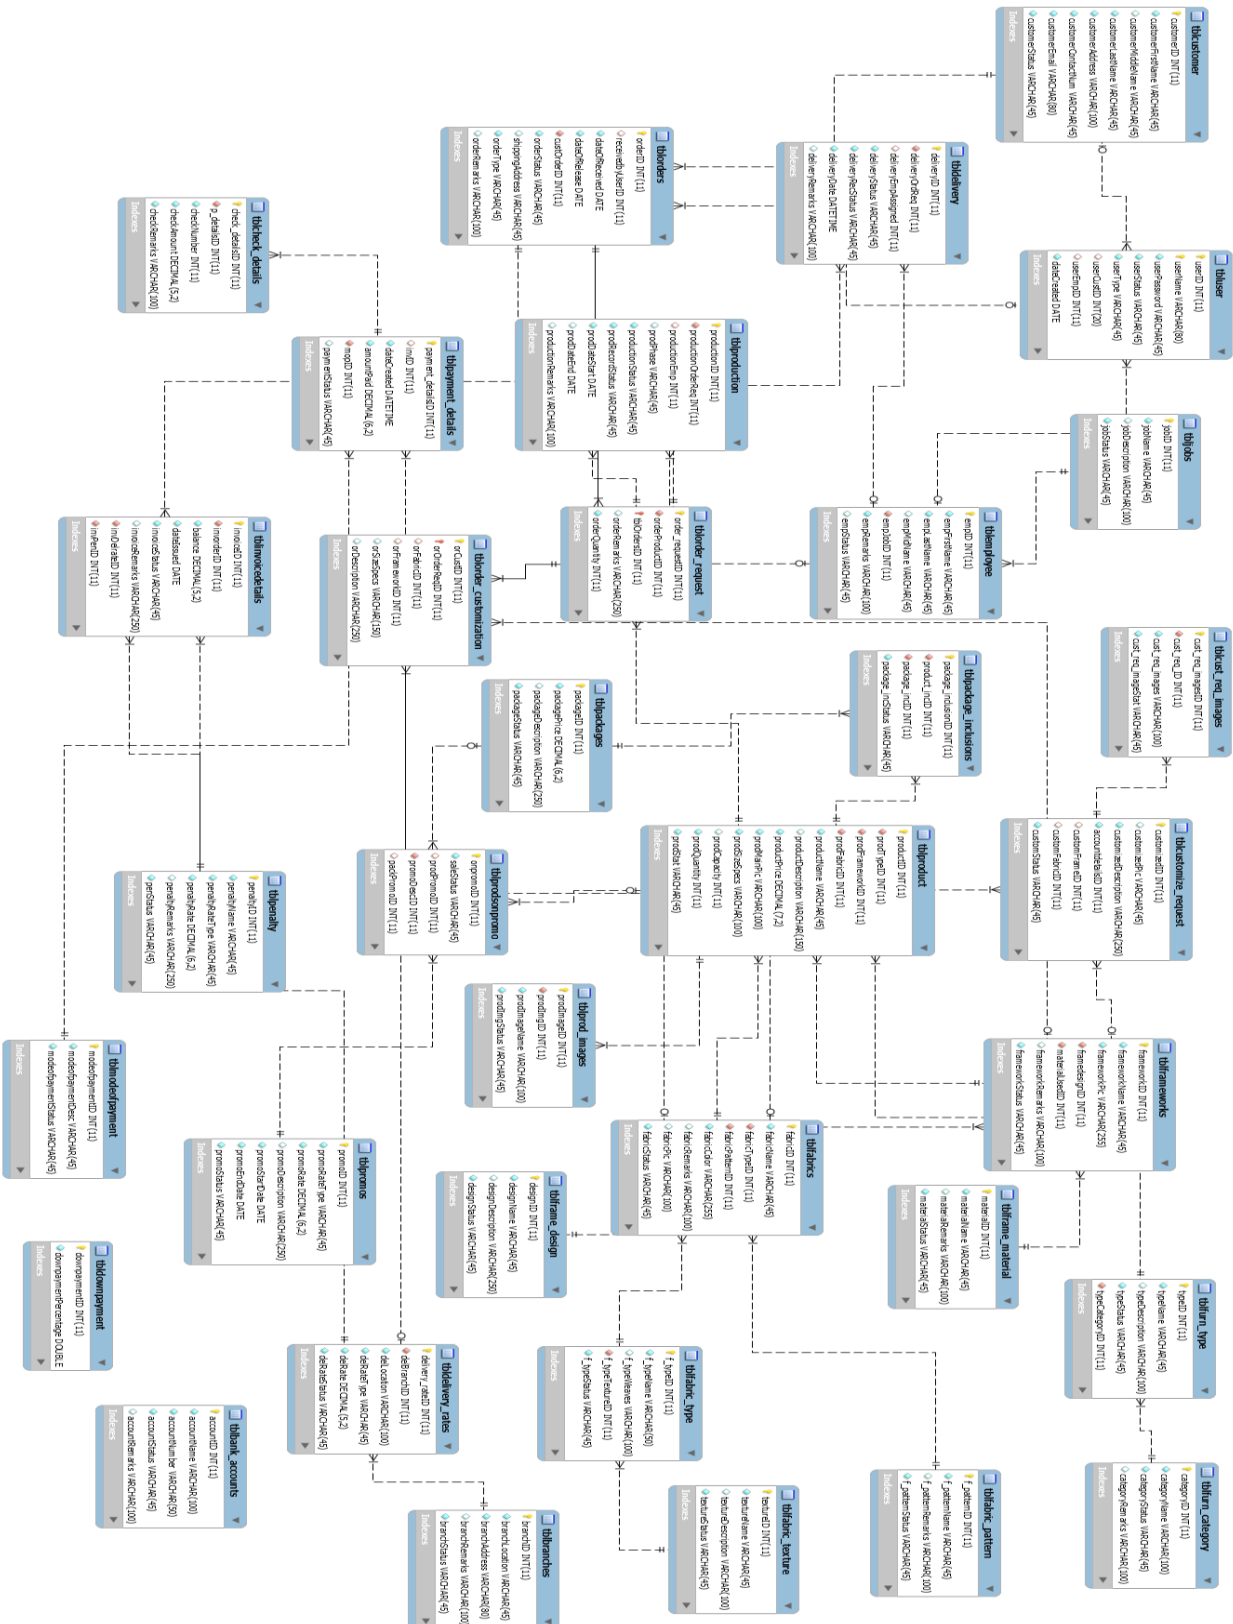 tblcustomer
customerID INT(11)
customerFirstName VARCHAR(45)
customerMiddleName VARCHAR(45)
customerLastName VARCHAR(45)
customerAddress VARCHAR(100)
customerContactNum VARCHAR(45)
customerEmail VARCHAR(80)
customerStatus VARCHAR(45)
Indexes
tbluser
userID INT(11)
userName VARCHAR(80)
userPassword VARCHAR(45)
userStatus VARCHAR(45)
userType VARCHAR(45)
userCustID INT(20)
userEmpID INT(11)
dateCreated DATE
Indexes
tbljobs
jobID INT(11)
jobName VARCHAR(45)
jobDescription VARCHAR(100)
jobStatus VARCHAR(45)
Indexes
tblcust_req_images
cust_req_imagesID INT(11)
cust_req_ID INT(11)
cust_req_images VARCHAR(100)
cust_req_imageStat VARCHAR(45)
Indexes
tblcustomize_request
customizedID INT(11)
customizedPic VARCHAR(45)
customizedDescription VARCHAR(250)
accountdetailsID INT(11)
customFrameID INT(11)
customFabricID INT(11)
customStatus VARCHAR(45)
Indexes
tblframeworks
frameworkID INT(11)
frameworkName VARCHAR(45)
frameworkPic VARCHAR(255)
framedesignID INT(11)
materialUsedID INT(11)
frameworkRemarks VARCHAR(100)
frameworkStatus VARCHAR(45)
Indexes
tblfurn_type
typeID INT(11)
typeName VARCHAR(45)
typeDescription VARCHAR(100)
typeStatus VARCHAR(45)
typeCategoryID INT(11)
Indexes
tblfurn_category
categoryID INT(11)
categoryName VARCHAR(100)
categoryStatus VARCHAR(45)
categoryRemarks VARCHAR(100)
Indexes
tbldelivery
deliveryID INT(11)
deliveryOrdReq INT(11)
deliveryEmpAssigned INT(11)
deliveryStatus VARCHAR(45)
deliveryRecStatus VARCHAR(45)
deliveryDate DATETIME
deliveryRemarks VARCHAR(100)
Indexes
tblemployee
empID INT(11)
empFirstName VARCHAR(45)
empLastName VARCHAR(45)
empMidName VARCHAR(45)
empJobID INT(11)
empRemarks VARCHAR(100)
empStatus VARCHAR(45)
Indexes
tblpackage_inclusions
package_inclusionID INT(11)
product_incID INT(11)
package_incID INT(11)
package_incStatus VARCHAR(45)
Indexes
tblproduct
productID INT(11)
prodTypeID INT(11)
prodFrameworkID INT(11)
prodFabricID INT(11)
productName VARCHAR(45)
productDescription VARCHAR(150)
productPrice DECIMAL(7,2)
prodMainPic VARCHAR(100)
prodSizeSpecs VARCHAR(100)
prodCapacity INT(11)
prodQuantity INT(11)
prodStat VARCHAR(45)
Indexes
tblframe_material
materialID INT(11)
materialName VARCHAR(45)
materialRemarks VARCHAR(100)
materialStatus VARCHAR(45)
Indexes
tblfabric_pattern
f_patternID INT(11)
f_patternName VARCHAR(45)
f_patternRemarks VARCHAR(100)
f_patternStatus VARCHAR(45)
Indexes
tblorders
orderID INT(11)
receivedbyUserID INT(11)
dateOfReceived DATE
dateOfRelease DATE
custOrderID INT(11)
orderStatus VARCHAR(45)
shippingAddress VARCHAR(45)
orderType VARCHAR(45)
orderRemarks VARCHAR(100)
Indexes
tblproduction
productionID INT(11)
productionOrderReq INT(11)
productionEmp INT(11)
prodPhase VARCHAR(45)
productionStatus VARCHAR(45)
prodRecordStatus VARCHAR(45)
prodDateStart DATE
prodDateEnd DATE
productionRemarks VARCHAR(100)
Indexes
tblorder_request
order_requestID INT(11)
orderProductID INT(11)
tblOrdersID INT(11)
orderRemarks VARCHAR(250)
orderQuantity INT(11)
Indexes
tblpackages
packageID INT(11)
packagePrice DECIMAL(6,2)
packageDescription VARCHAR(250)
packageStatus VARCHAR(45)
Indexes
tblprod_images
prodImageID INT(11)
prodImgID INT(11)
prodImageName VARCHAR(100)
prodImgStatus VARCHAR(45)
Indexes
tblfabrics
fabricID INT(11)
fabricName VARCHAR(45)
fabricTypeID INT(11)
fabricPatternID INT(11)
fabricColor VARCHAR(255)
fabricRemarks VARCHAR(100)
fabricPic VARCHAR(100)
fabricStatus VARCHAR(45)
Indexes
tblframe_design
designID INT(11)
designName VARCHAR(45)
designDescription VARCHAR(250)
designStatus VARCHAR(45)
Indexes
tblfabric_type
f_typeID INT(11)
f_typeName VARCHAR(50)
f_typeWeaves VARCHAR(100)
f_typeTextureID INT(11)
f_typeStatus VARCHAR(45)
Indexes
tblfabric_texture
textureID INT(11)
textureName VARCHAR(45)
textureDescription VARCHAR(100)
textureStatus VARCHAR(45)
Indexes
tblcheck_details
check_detailsID INT(11)
p_detailsID INT(11)
checkNumber INT(11)
checkAmount DECIMAL(5,2)
checkRemarks VARCHAR(100)
Indexes
tblpayment_details
payment_detailsID INT(11)
invID INT(11)
dateCreated DATETIME
amountPaid DECIMAL(6,2)
mopID INT(11)
paymentStatus VARCHAR(45)
Indexes
tblorder_customization
orCustID INT(11)
orOrderReqID INT(11)
orFabricID INT(11)
orFrameworkID INT(11)
orSizeSpecs VARCHAR(150)
orDescription VARCHAR(250)
Indexes
tblprodsonpromo
onpromoID INT(11)
saleStatus VARCHAR(45)
prodPromoID INT(11)
promoDescID INT(11)
packPromoID INT(11)
Indexes
tblinvoicedetails
invoiceID INT(11)
invorderID INT(11)
balance DECIMAL(5,2)
dateIssued DATE
invoiceStatus VARCHAR(45)
invoiceRemarks VARCHAR(250)
invDelrateID INT(11)
invPenID INT(11)
Indexes
tblpenalty
penaltyID INT(11)
penaltyName VARCHAR(45)
penaltyRateType VARCHAR(45)
penaltyRate DECIMAL(6,2)
penaltyRemarks VARCHAR(250)
penStatus VARCHAR(45)
Indexes
tblpromos
promoID INT(11)
promoRateType VARCHAR(45)
promoRate DECIMAL(6,2)
promoDescription VARCHAR(250)
promoStartDate DATE
promoEndDate DATE
promoStatus VARCHAR(45)
Indexes
tbldelivery_rates
delivery_rateID INT(11)
delBranchID INT(11)
delLocation VARCHAR(100)
delRateType VARCHAR(45)
delRate DECIMAL(5,2)
delRateStatus VARCHAR(45)
Indexes
tblbranches
branchID INT(11)
branchLocation VARCHAR(45)
branchAddress VARCHAR(80)
branchRemarks VARCHAR(100)
branchStatus VARCHAR(45)
Indexes
tblmodeofpayment
modeofpaymentID INT(11)
modeofpaymentDesc VARCHAR(45)
modeofpaymentStatus VARCHAR(45)
Indexes
tbldownpayment
downpaymentID INT(11)
downpaymentPercentage DOUBLE
Indexes
tblbank_accounts
accountID INT(11)
accountName VARCHAR(100)
accountNumber VARCHAR(50)
accountStatus VARCHAR(45)
accountRemarks VARCHAR(100)
Indexes